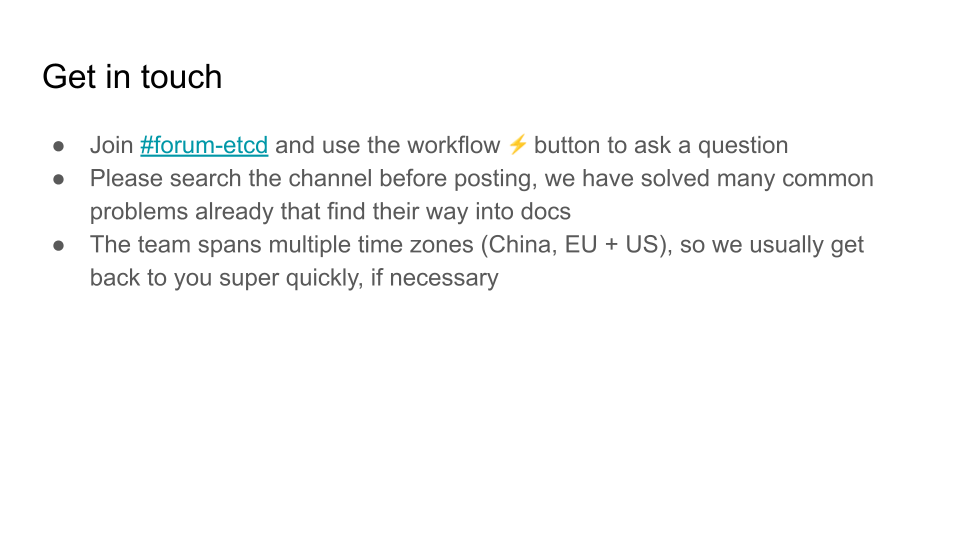 Get in touch
● Join #forum-etcd and use the workflow ⚡ button to ask a question
● Please search the channel before posting, we have solved many common
problems already that find their way into docs
● The team spans multiple time zones (China, EU + US), so we usually get
back to you super quickly, if necessary